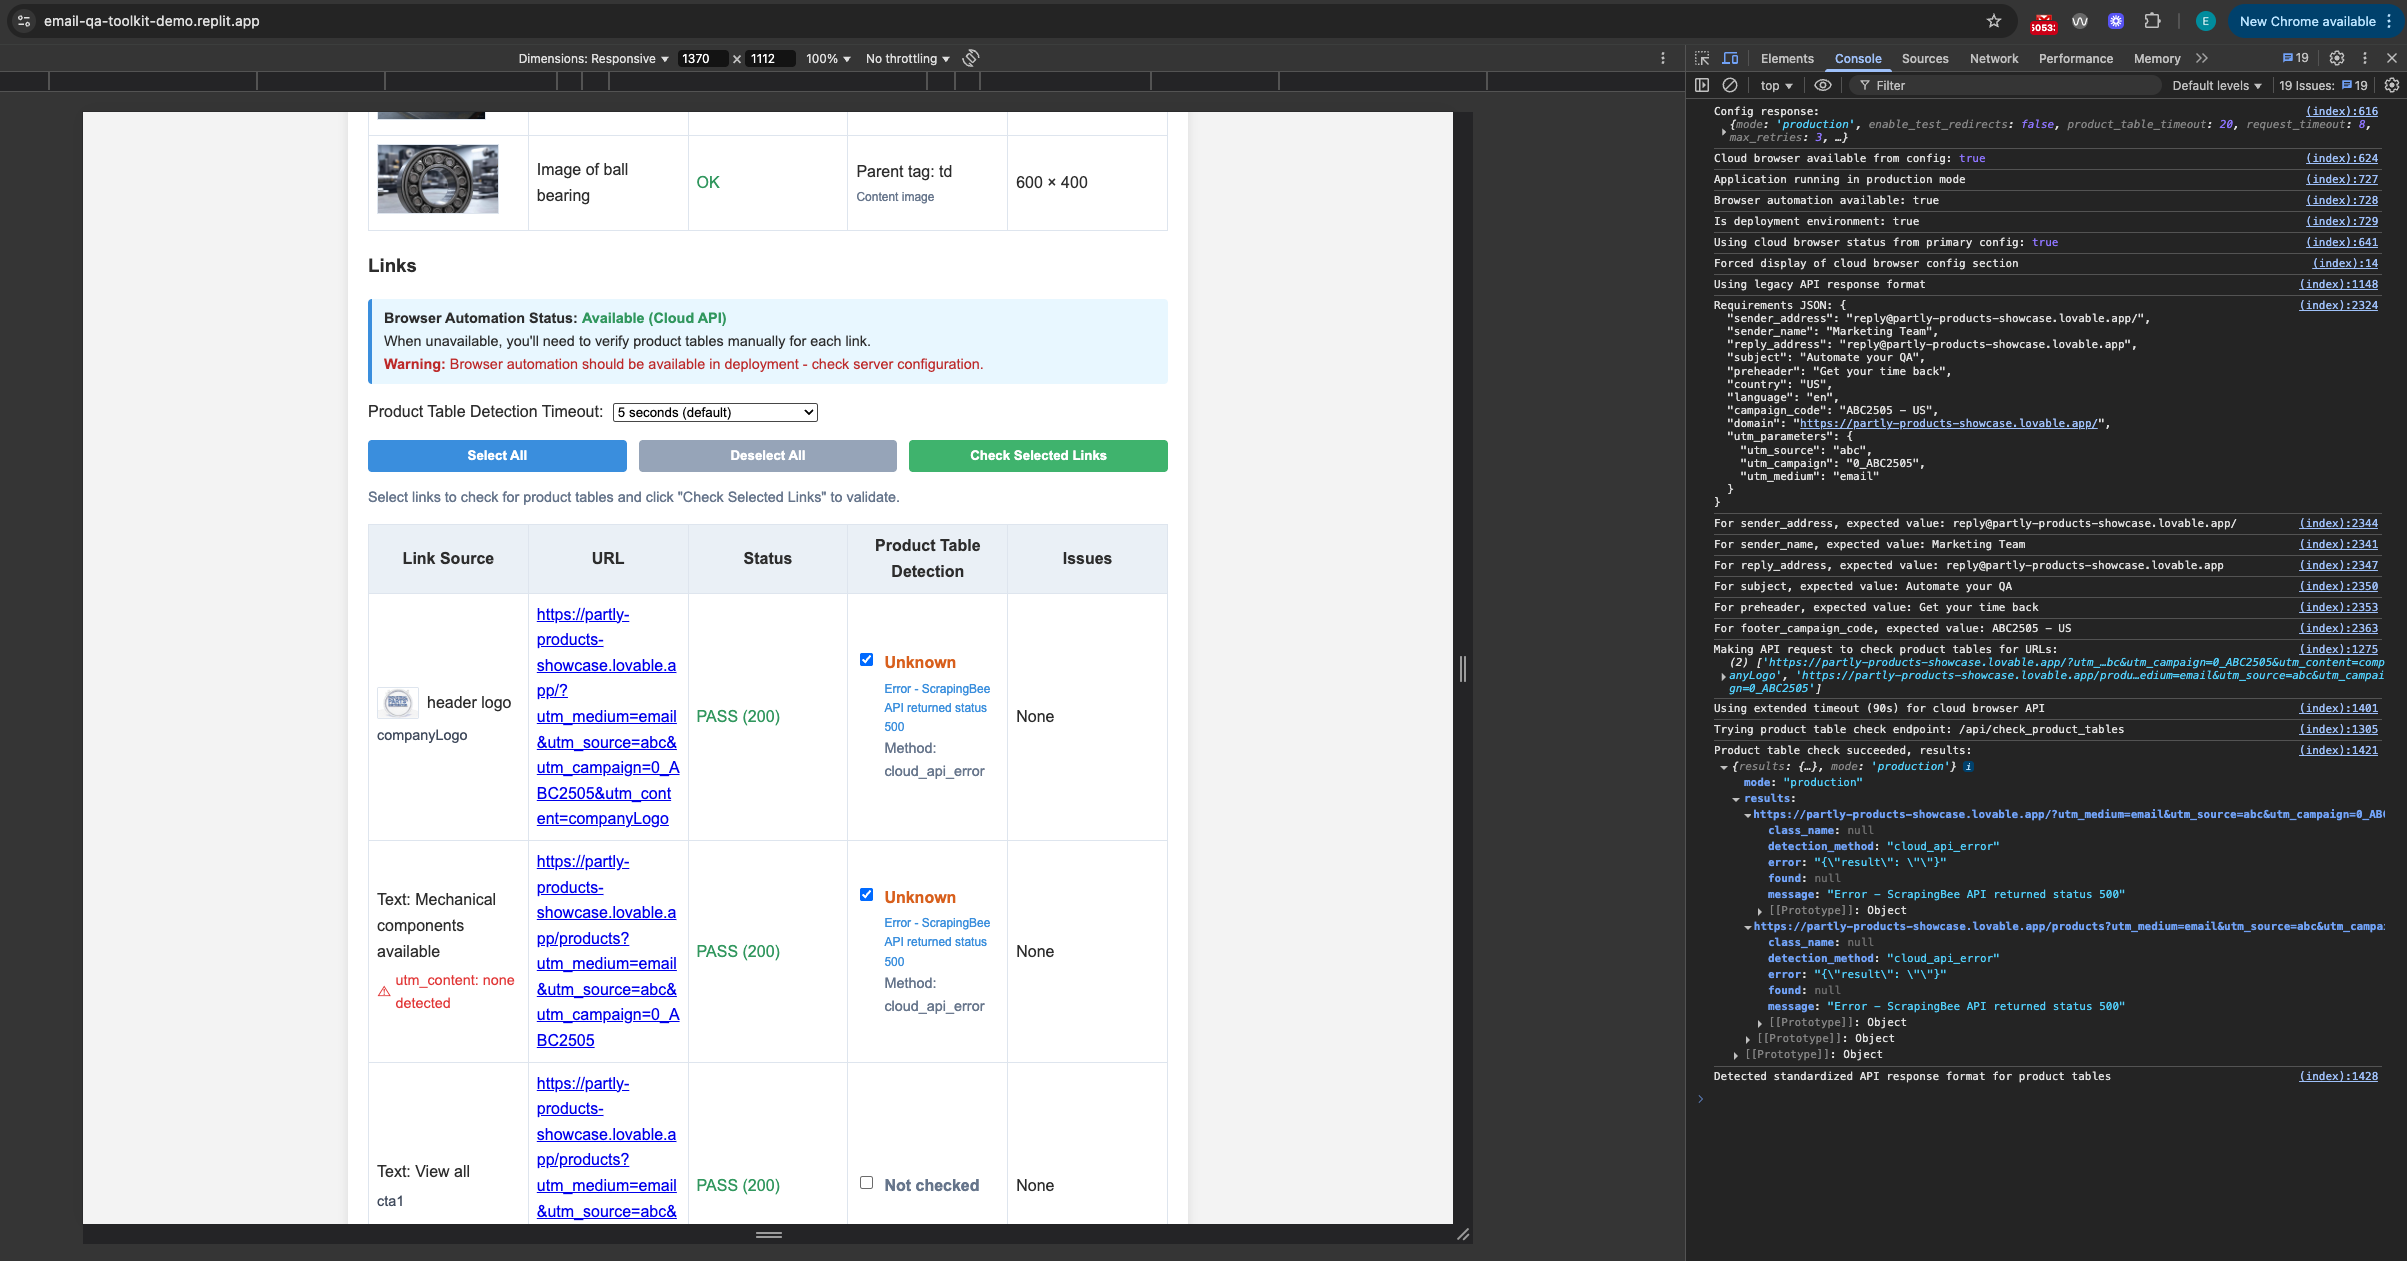 email-qa-toolkit-demo.replit.app
E
New Chrome available
Dimensions: Responsive
1370
×
1112
100%
No throttling
Elements
Console
Sources
Network
Performance
Memory
19
top
Filter
Default levels
19 Issues:
19
Image of ball
bearing
OK
Parent tag: td
Content image
600 × 400
Links
Browser Automation Status: Available (Cloud API)
When unavailable, you'll need to verify product tables manually for each link.
Warning: Browser automation should be available in deployment - check server configuration.
Product Table Detection Timeout:
5 seconds (default)
Select All
Deselect All
Check Selected Links
Select links to check for product tables and click "Check Selected Links" to validate.
Link Source
URL
Status
Product Table
Detection
Issues
header logo
companyLogo
https://partly-
products-
showcase.lovable.a
pp/?
utm_medium=email
&utm_source=abc&
utm_campaign=0_A
BC2505&utm_cont
ent=companyLogo
PASS (200)
Unknown
Error - ScrapingBee
API returned status
500
Method:
cloud_api_error
None
Text: Mechanical
components
available
utm_content: none
detected
https://partly-
products-
showcase.lovable.a
pp/products?
utm_medium=email
&utm_source=abc&
utm_campaign=0_A
BC2505
PASS (200)
Unknown
Error - ScrapingBee
API returned status
500
Method:
cloud_api_error
None
Text: View all
cta1
https://partly-
products-
showcase.lovable.a
pp/products?
utm_medium=email
&utm_source=abc&
PASS (200)
Not checked
None
Config response: (index):616
{mode: 'production', enable_test_redirects: false, product_table_timeout: 20, request_timeout: 8,
max_retries: 3, …}
Cloud browser available from config: true (index):624
Application running in production mode (index):727
Browser automation available: true (index):728
Is deployment environment: true (index):729
Using cloud browser status from primary config: true (index):641
Forced display of cloud browser config section (index):14
Using legacy API response format (index):1148
Requirements JSON: { (index):2324
"sender_address": "reply@partly-products-showcase.lovable.app/",
"sender_name": "Marketing Team",
"reply_address": "reply@partly-products-showcase.lovable.app",
"subject": "Automate your QA",
"preheader": "Get your time back",
"country": "US",
"language": "en",
"campaign_code": "ABC2505 - US",
"domain": "https://partly-products-showcase.lovable.app/",
"utm_parameters": {
"utm_source": "abc",
"utm_campaign": "0_ABC2505",
"utm_medium": "email"
}
}
For sender_address, expected value: reply@partly-products-showcase.lovable.app/ (index):2344
For sender_name, expected value: Marketing Team (index):2341
For reply_address, expected value: reply@partly-products-showcase.lovable.app (index):2347
For subject, expected value: Automate your QA (index):2350
For preheader, expected value: Get your time back (index):2353
For footer_campaign_code, expected value: ABC2505 - US (index):2363
Making API request to check product tables for URLs: (index):1275
(2) ['https://partly-products-showcase.lovable.app/?utm_…bc&utm_campaign=0_ABC2505&utm_content=comp
anyLogo', 'https://partly-products-showcase.lovable.app/produ…edium=email&utm_source=abc&utm_campai
gn=0_ABC2505']
Using extended timeout (90s) for cloud browser API (index):1401
Trying product table check endpoint: /api/check_product_tables (index):1305
Product table check succeeded, results: (index):1421
{results: {…}, mode: 'production'} i
mode: "production"
results:
https://partly-products-showcase.lovable.app/?utm_medium=email&utm_source=abc&utm_campaign=0_AB
class_name: null
detection_method: "cloud_api_error"
error: "{\"result\": \"\"}"
found: null
message: "Error - ScrapingBee API returned status 500"
[[Prototype]]: Object
https://partly-products-showcase.lovable.app/products?utm_medium=email&utm_source=abc&utm_campa
class_name: null
detection_method: "cloud_api_error"
error: "{\"result\": \"\"}"
found: null
message: "Error - ScrapingBee API returned status 500"
[[Prototype]]: Object
[[Prototype]]: Object
[[Prototype]]: Object
Detected standardized API response format for product tables (index):1428